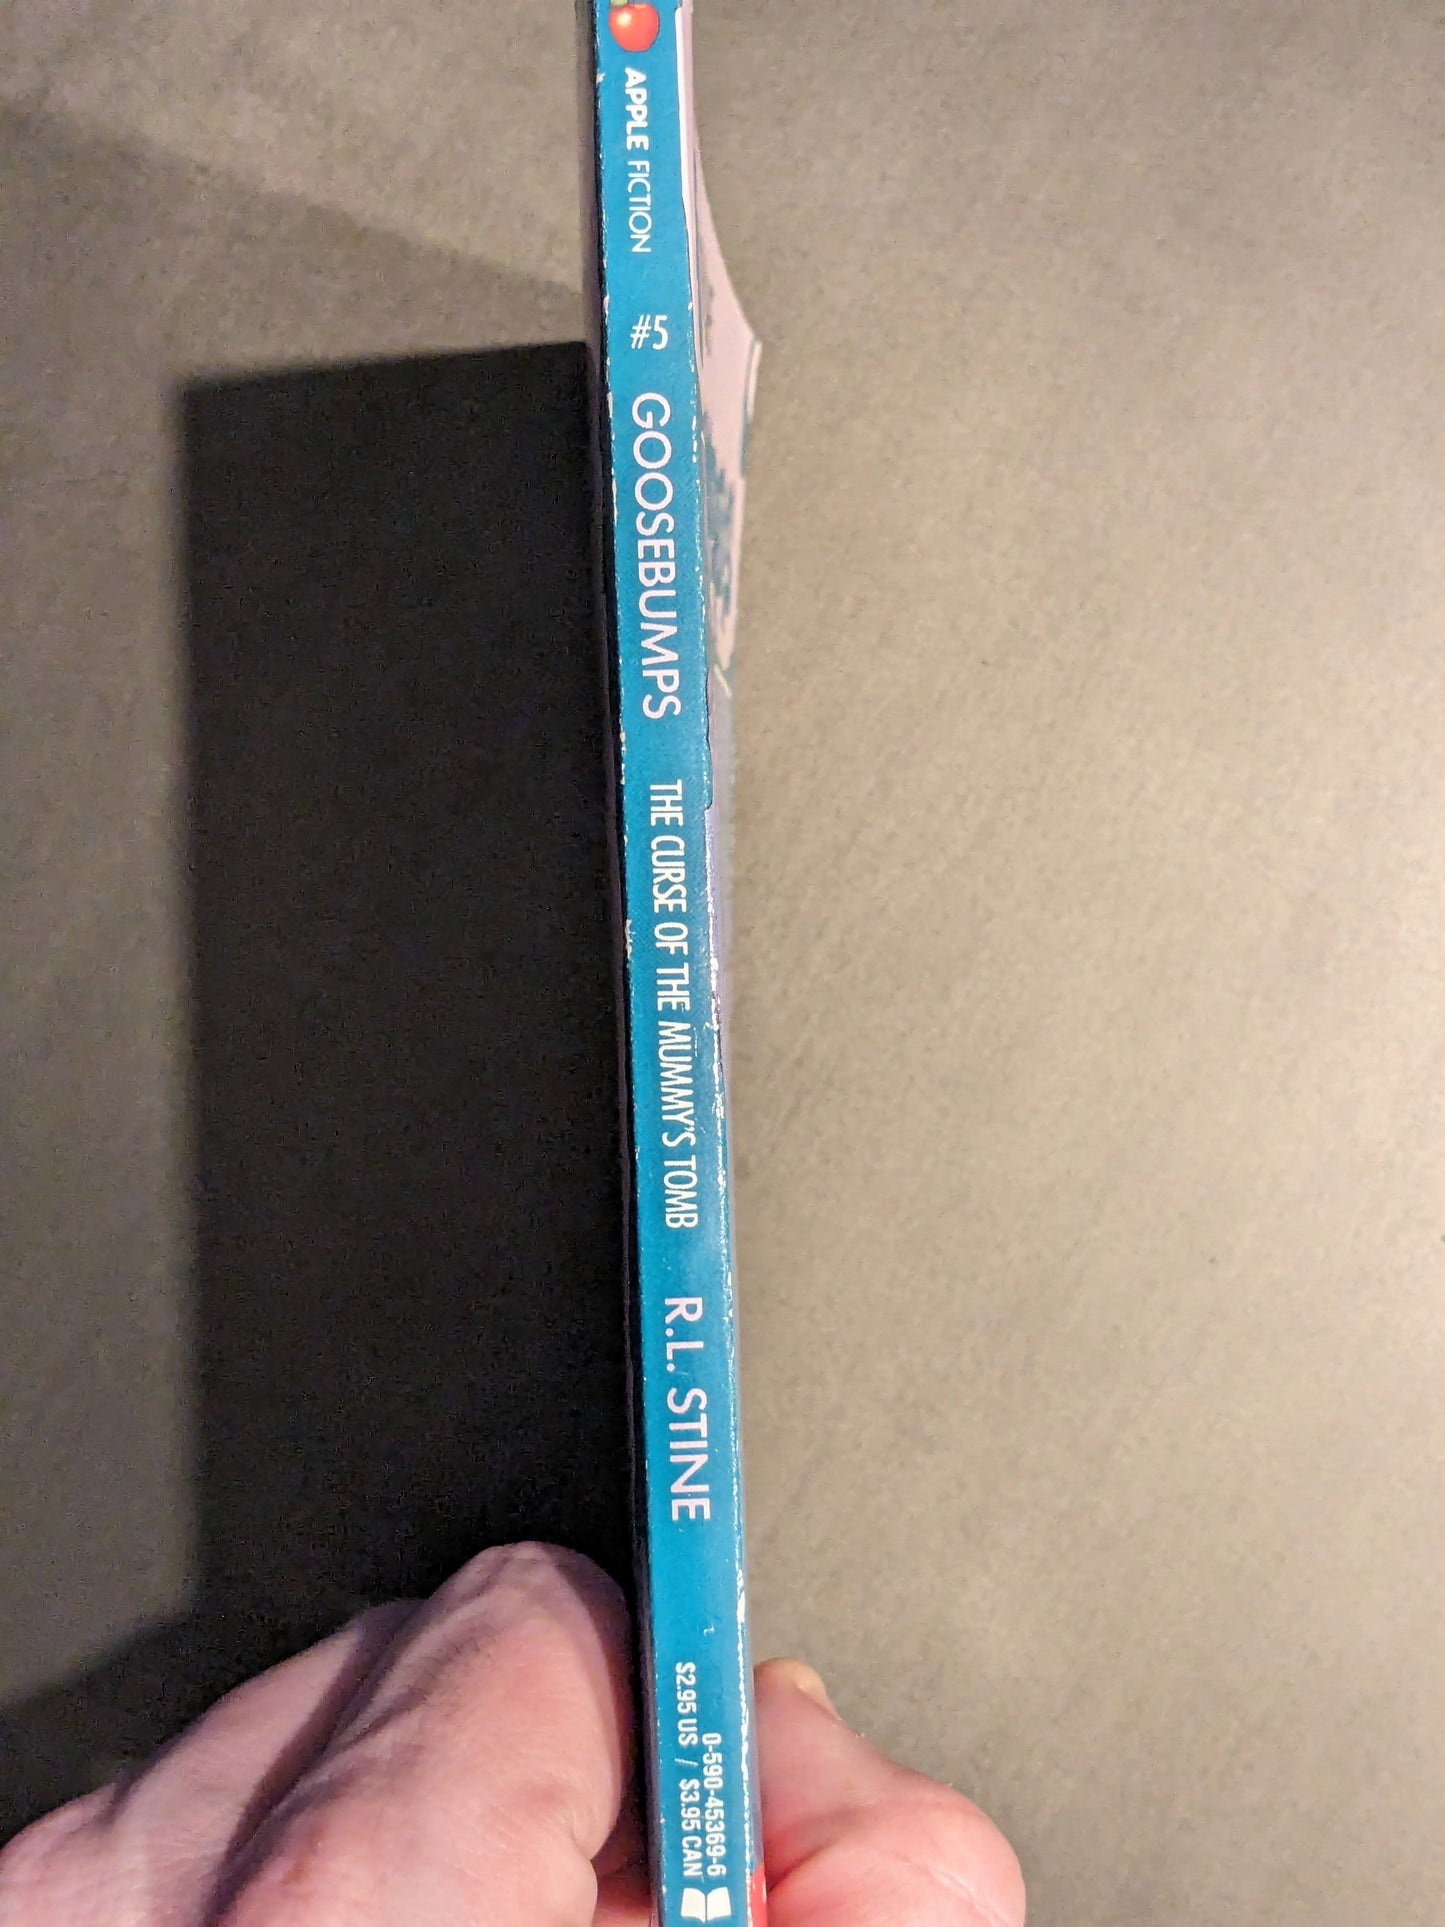 APPLE FICTION
#5
GOOSEBUMPS
THE CURSE OF THE MUMMY'S TOMB
R.L. STINE
0-590-45369-6
$2.95 US / $3.95 CAN